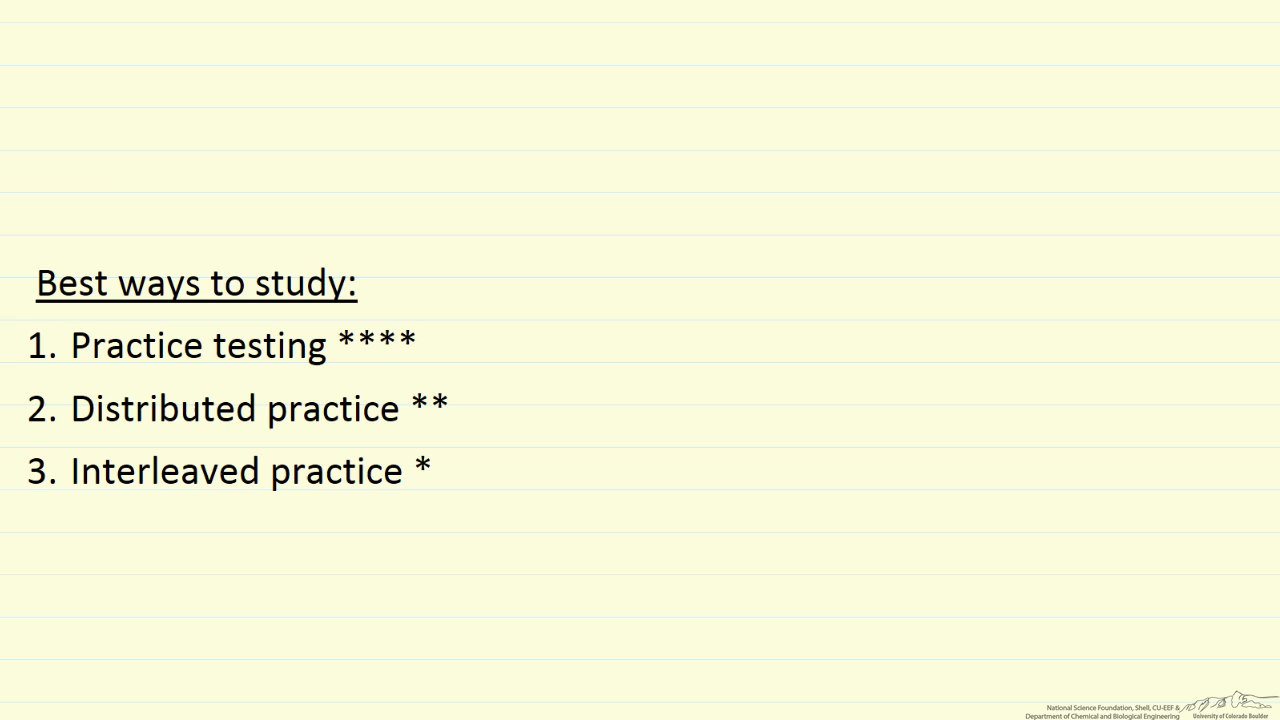 Best ways to study:
1. Practice testing ****
2. Distributed practice **
3. Interleaved practice *
National Science Foundation, Shell, CU-EEF &
Department of Chemical and Biological Engineering
University of Colorado Boulder